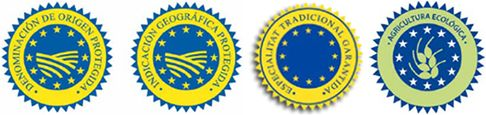 DENOMINACIÓN DE ORIGEN PROTEGIDA
INDICACIÓN GEOGRÁFICA PROTEGIDA
ESPECIALITAT TRADICIONAL GARANTIDA
AGRICULTURA ECOLÓGICA